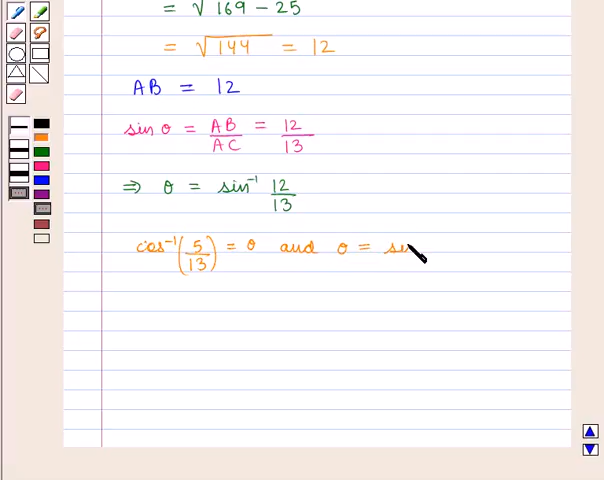 = √169 − 25
= √144 = 12
AB = 12
sin θ = AB/AC = 12/13
⇒ θ = sin⁻¹ 12/13
cos⁻¹(5/13) = θ and θ = si